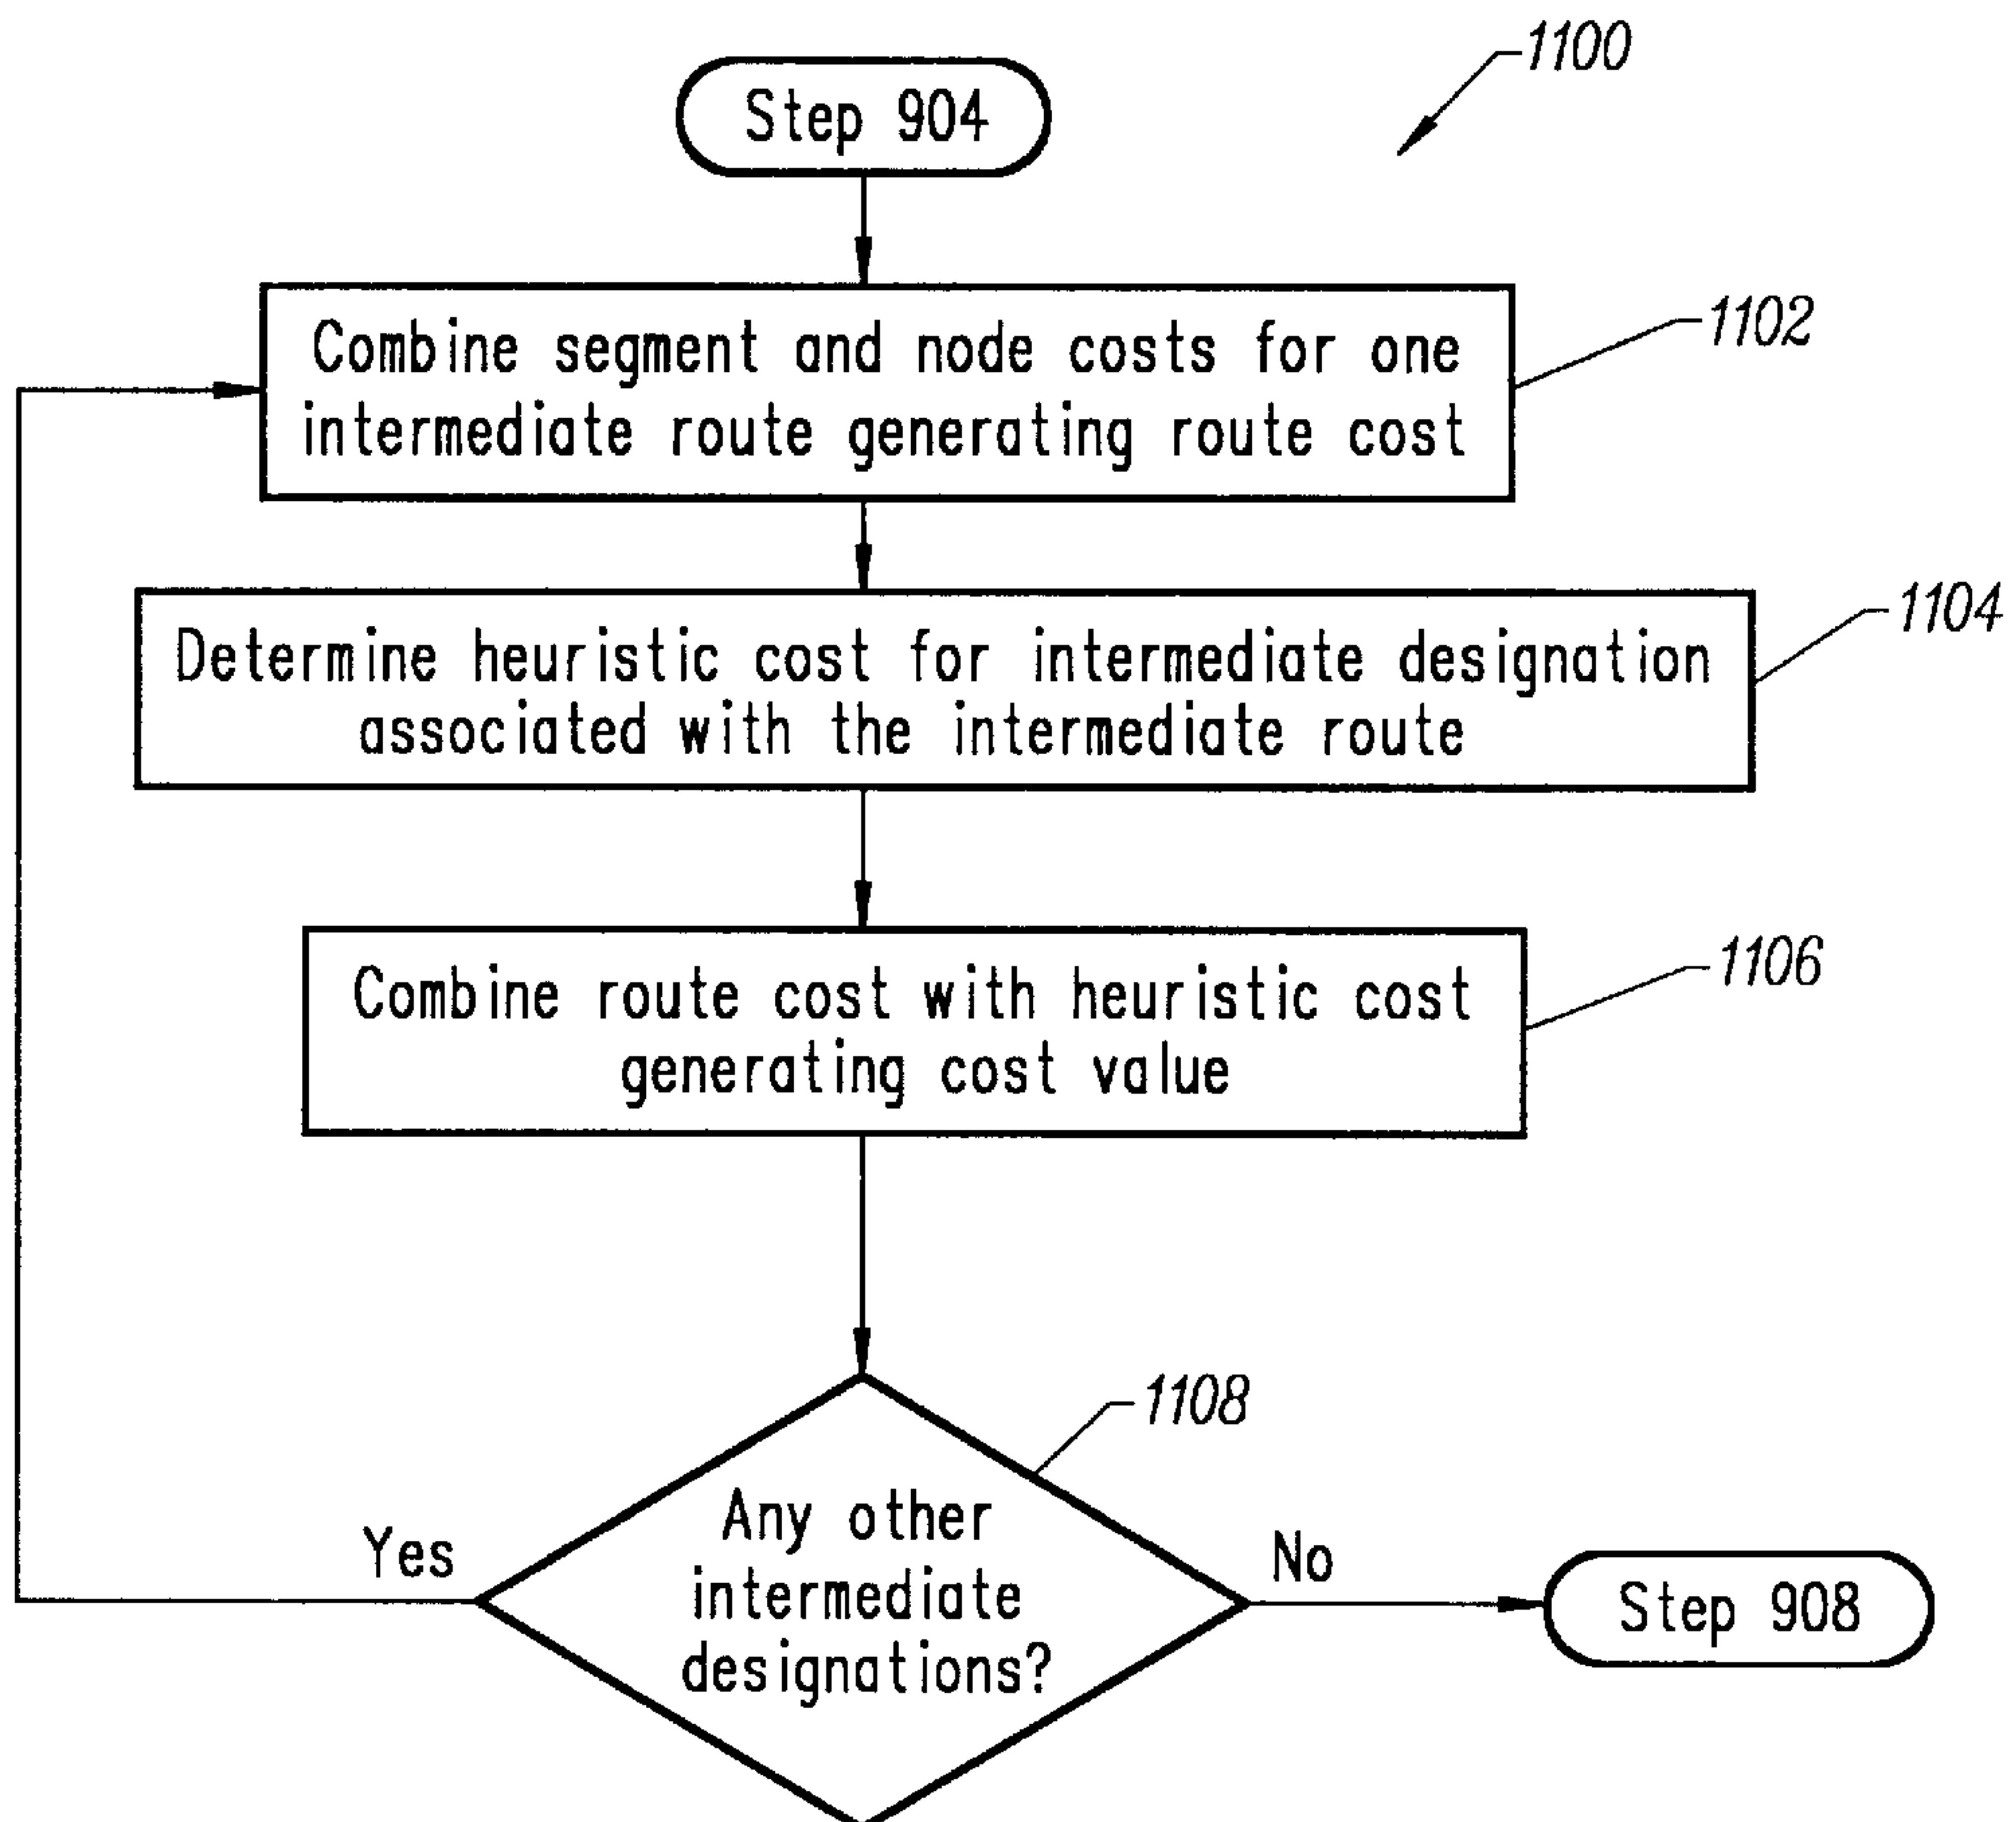 1100
Step 904
Combine segment and node costs for one
intermediate route generating route cost
1102
Determine heuristic cost for intermediate designation
associated with the intermediate route
1104
Combine route cost with heuristic cost
generating cost value
1106
1108
Any other
intermediate
designations?
Yes
No
Step 908